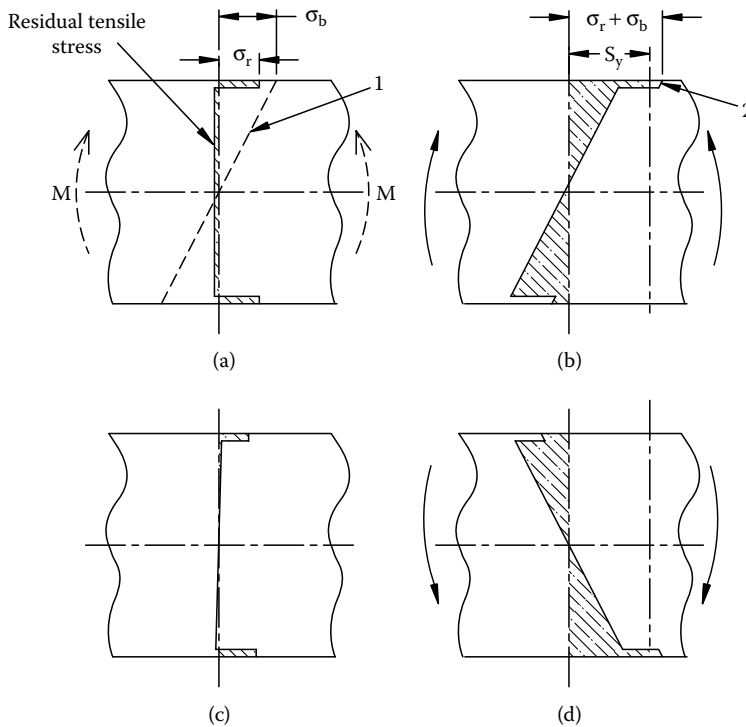 Residual tensile
stress
σb
σr
1
M
M
(a)
σr + σb
Sy
2
(b)
(c)
(d)